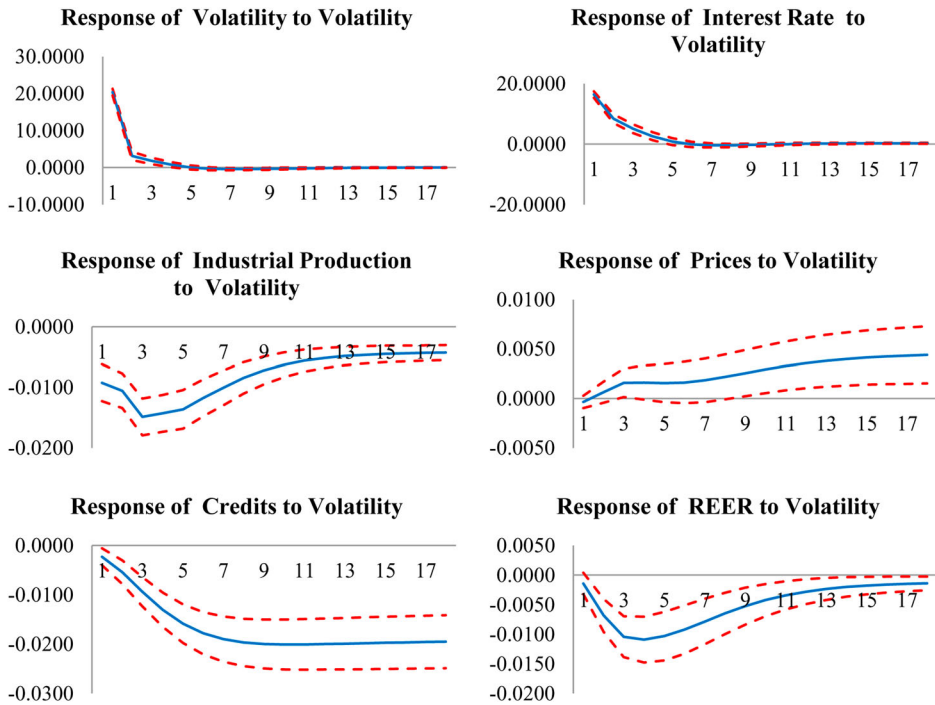 Response of Volatility to Volatility
30.0000
20.0000
10.0000
0.0000
-10.0000
1 3 5 7 9 11 13 15 17
Response of Interest Rate to
Volatility
20.0000
0.0000
-20.0000
1 3 5 7 9 11 13 15 17
Response of Industrial Production
to Volatility
0.0000
-0.0100
-0.0200
1 3 5 7 9 11 13 15 17
Response of Prices to Volatility
0.0100
0.0050
0.0000
-0.0050
1 3 5 7 9 11 13 15 17
Response of Credits to Volatility
0.0000
-0.0100
-0.0200
-0.0300
1 3 5 7 9 11 13 15 17
Response of REER to Volatility
0.0050
0.0000
-0.0050
-0.0100
-0.0150
-0.0200
1 3 5 7 9 11 13 15 17